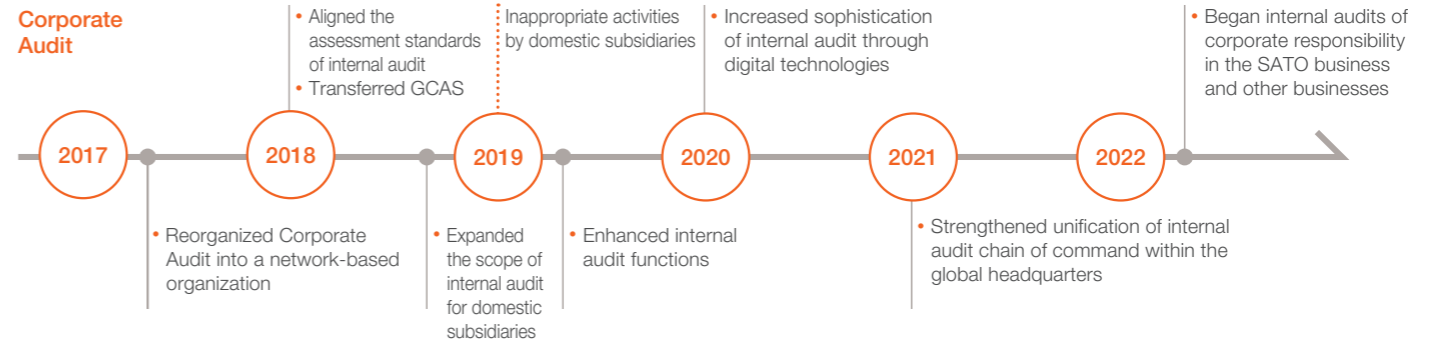 Corporate
Audit
• Aligned the
assessment standards
of internal audit
• Transferred GCAS
Inappropriate activities
by domestic subsidiaries
• Increased sophistication
of internal audit through
digital technologies
• Began internal audits of
corporate responsibility
in the SATO business
and other businesses
2017
2018
2019
2020
2021
2022
• Reorganized Corporate
Audit into a network-based
organization
• Expanded
the scope of
internal audit
for domestic
subsidiaries
• Enhanced internal
audit functions
• Strengthened unification of internal
audit chain of command within the
global headquarters